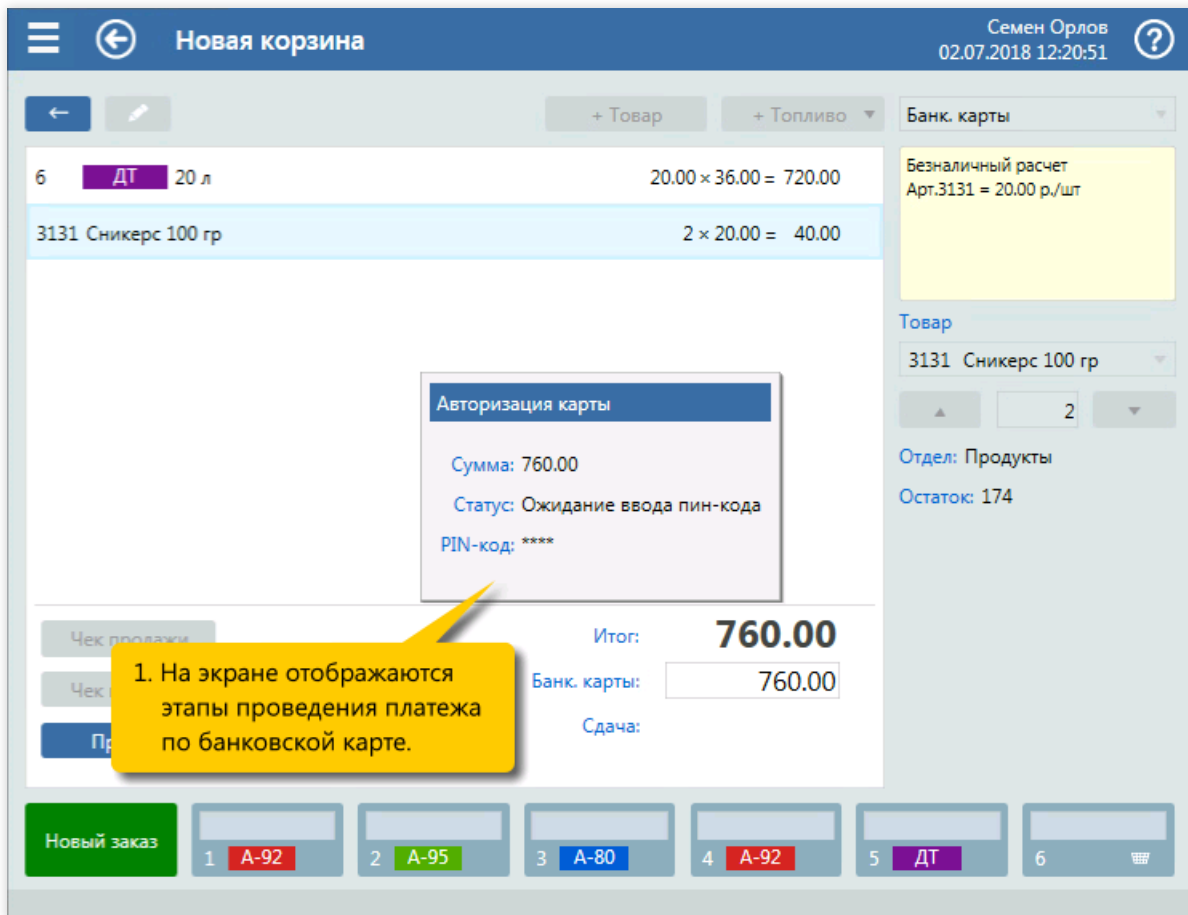 Новая корзина
Семен Орлов
02.07.2018 12:20:51
+ Товар
+ Топливо
Банк. карты
6 ДТ 20 л 20.00 × 36.00 = 720.00
3131 Сникерс 100 гр 2 × 20.00 = 40.00
Безналичный расчет
Арт.3131 = 20.00 р./шт
Товар
3131 Сникерс 100 гр
2
Отдел: Продукты
Остаток: 174
Авторизация карты
Сумма: 760.00
Статус: Ожидание ввода пин-кода
PIN-код: ****
Чек продажи
Чек
Итог: 760.00
Банк. карты: 760.00
Сдача:
1. На экране отображаются
этапы проведения платежа
по банковской карте.
Новый заказ
1 А-92
2 А-95
3 А-80
4 А-92
5 ДТ
6